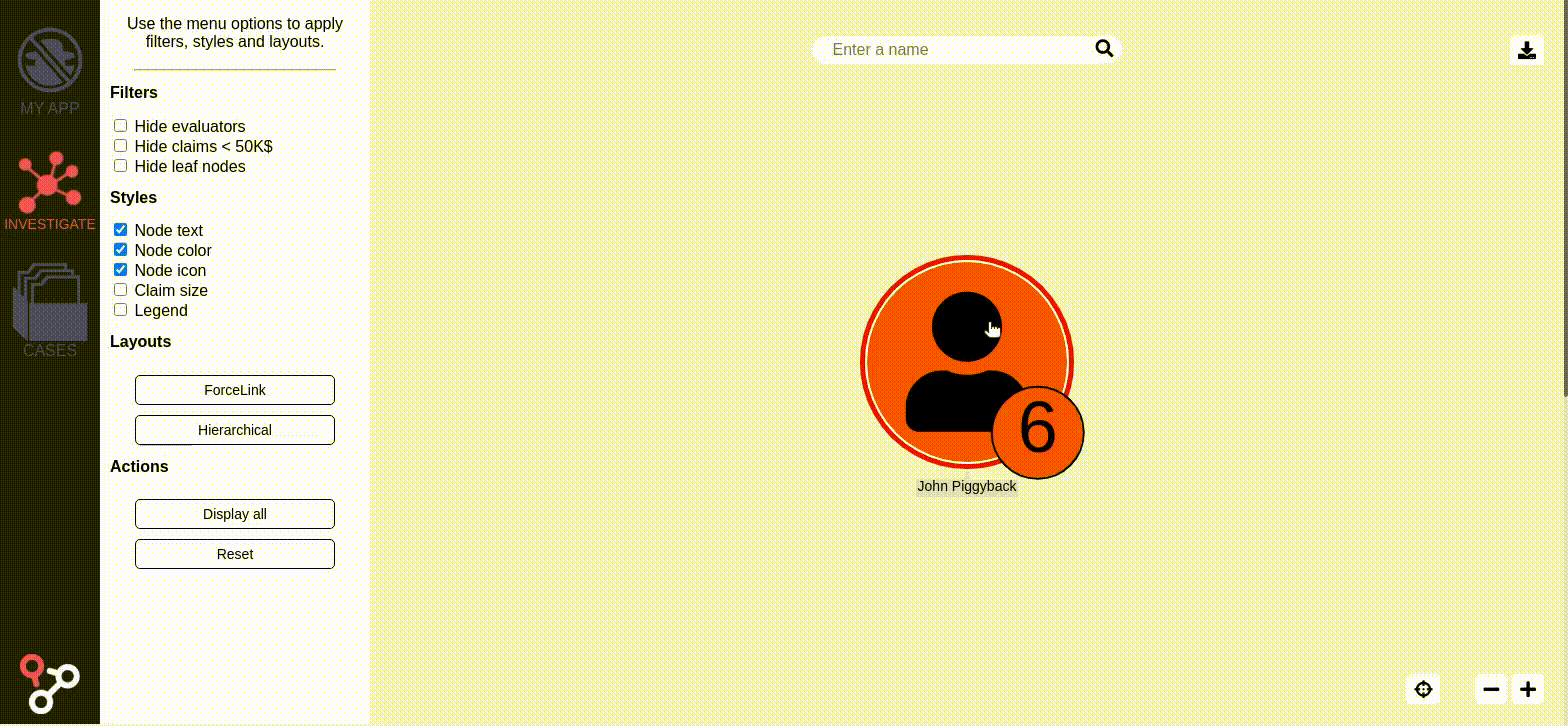 MY APP
INVESTIGATE
CASES
Use the menu options to apply
filters, styles and layouts.
Filters
Hide evaluators
Hide claims < 50K$
Hide leaf nodes
Styles
Node text
Node color
Node icon
Claim size
Legend
Layouts
ForceLink
Hierarchical
Actions
Display all
Reset
Enter a name
6
John Piggyback